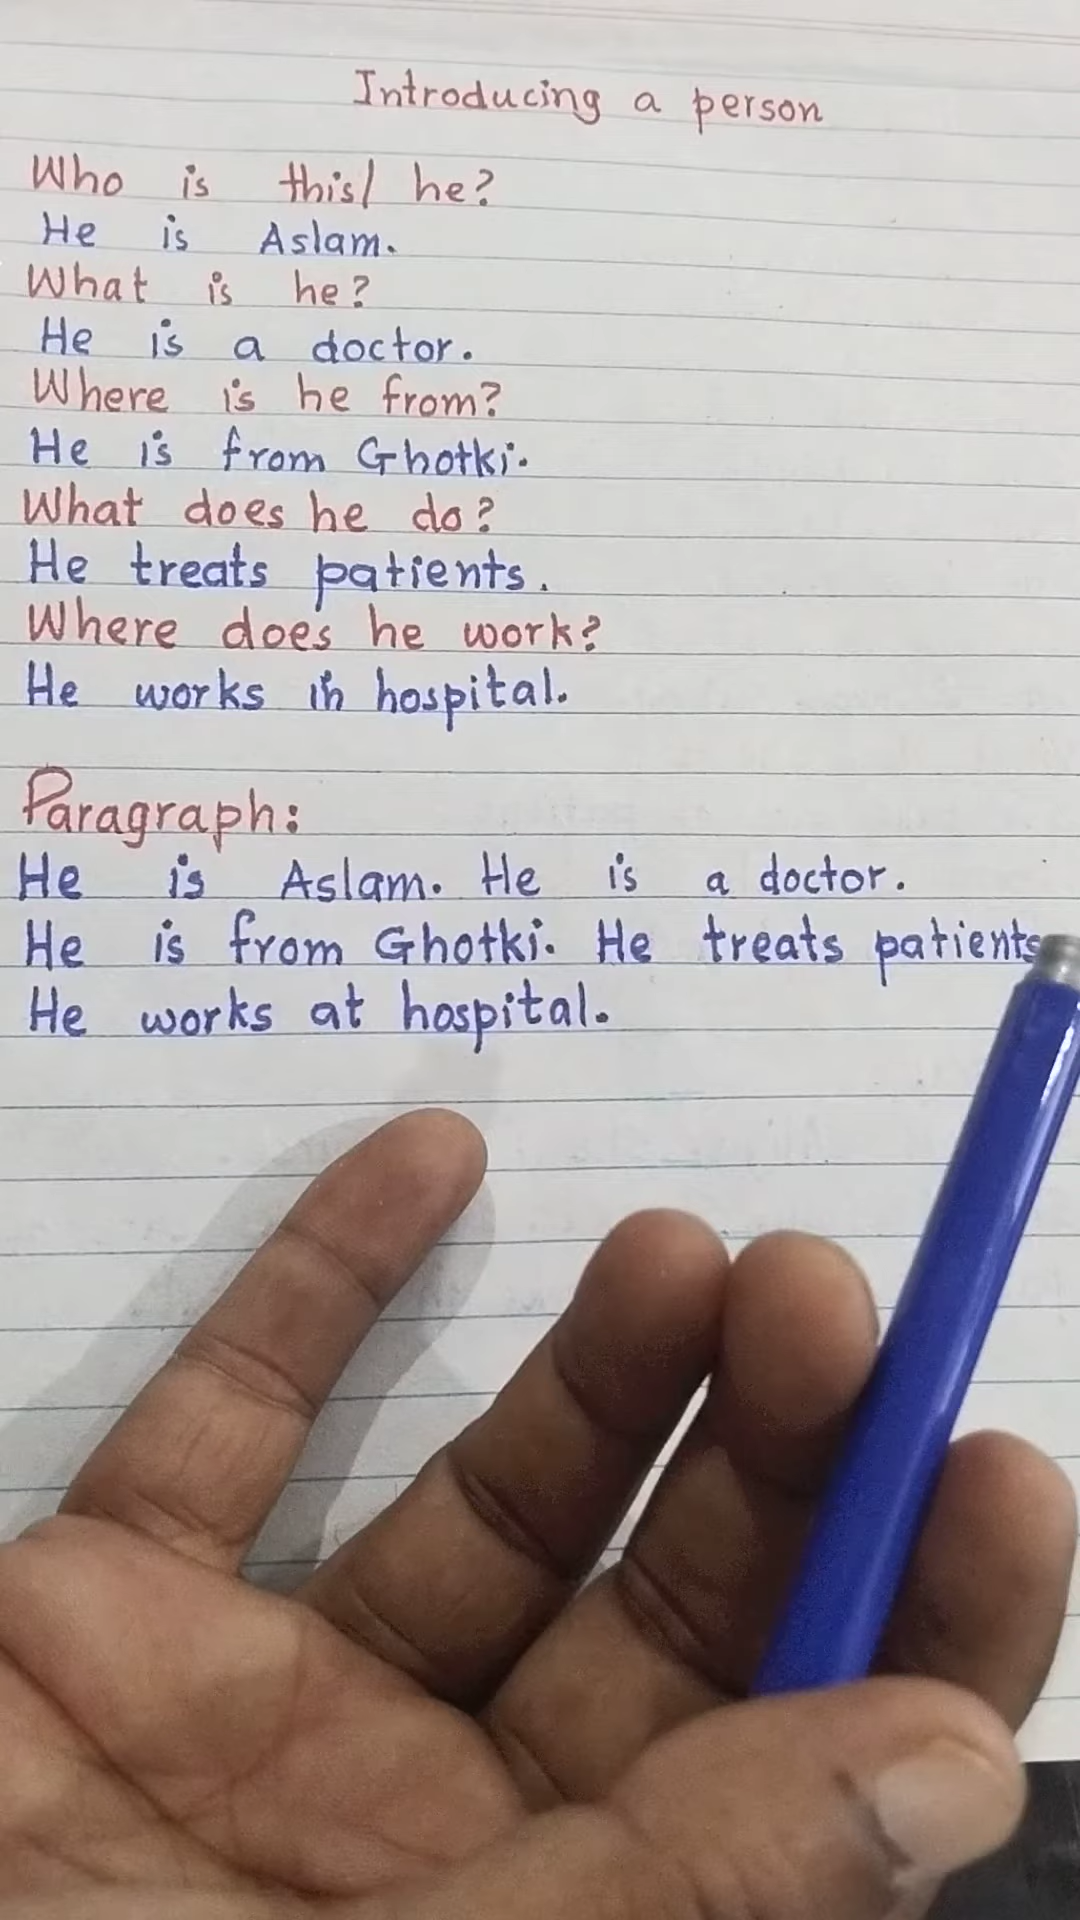 Introducing a person
Who is this/ he?
He is Aslam.
What is he?
He is a doctor.
Where is he from?
He is from Ghotki.
What does he do?
He treats patients.
Where does he work?
He works in hospital.
Paragraph:
He is Aslam. He is a doctor.
He is from Ghotki. He treats patients
He works at hospital.